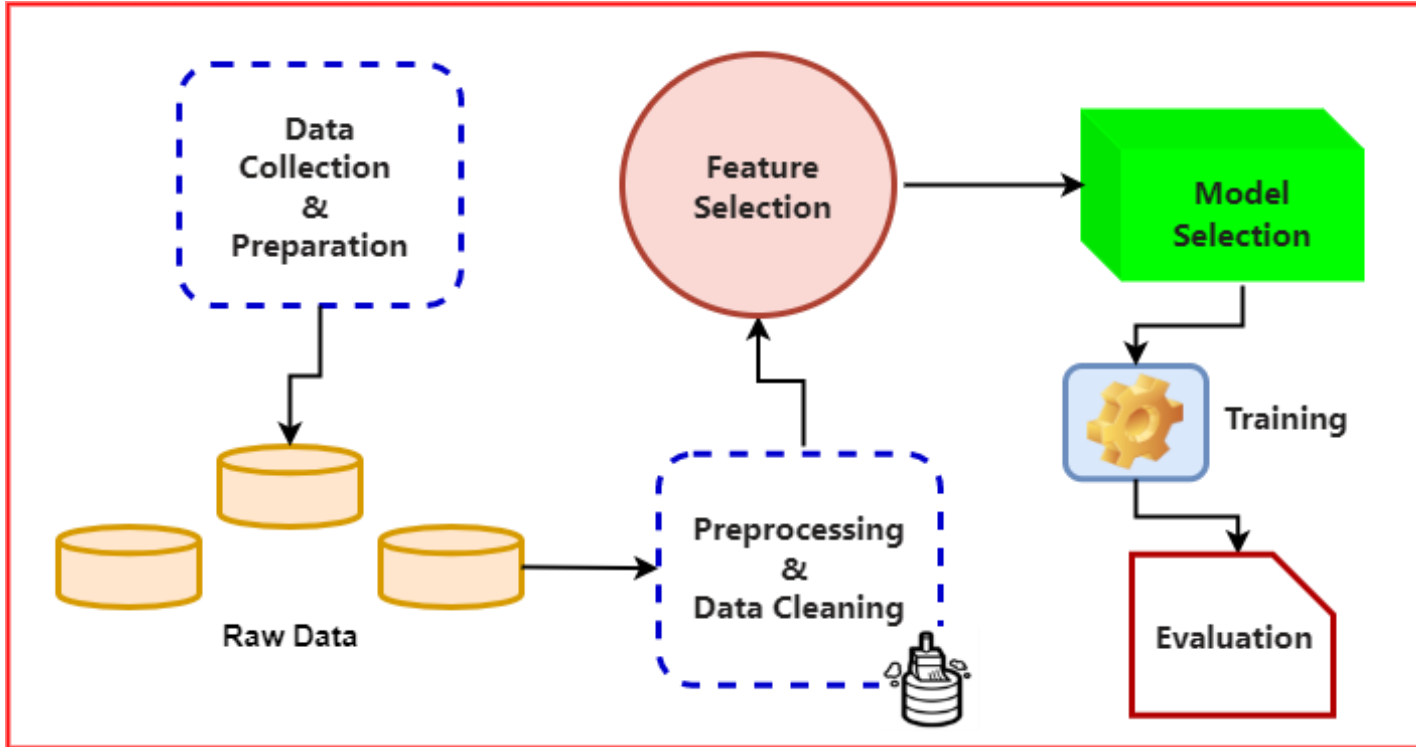 Data
Collection
&
Preparation
Raw Data
Preprocessing
&
Data Cleaning
Feature
Selection
Model
Selection
Training
Evaluation